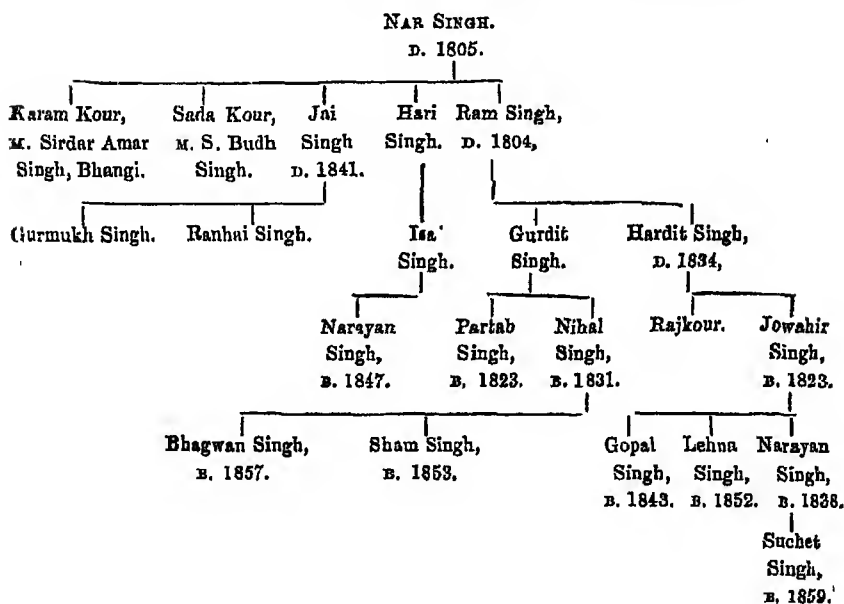 NAR SINGH.
D. 1805.
Karam Kour, Sada Kour, Jai Hari Ram Singh,
M. Sirdar Amar M. S. Budh Singh Singh. D. 1804,
Singh, Bhangi. Singh. D. 1841.
Gurmukh Singh. Ranhai Singh. Isa' Gurdit Hardit Singh,
Singh. Singh. D. 1834,
Narayan Partab Nihal Rajkour. Jowahir
Singh, Singh, Singh, Singh,
B. 1847. B, 1823. B. 1831. B. 1823.
Bhagwan Singh, Sham Singh, Gopal Lehna Narayan
B. 1857. B. 1853. Singh, Singh, Singh,
B. 1843. B. 1852. B. 1838.
Suchet
Singh,
B. 1859.